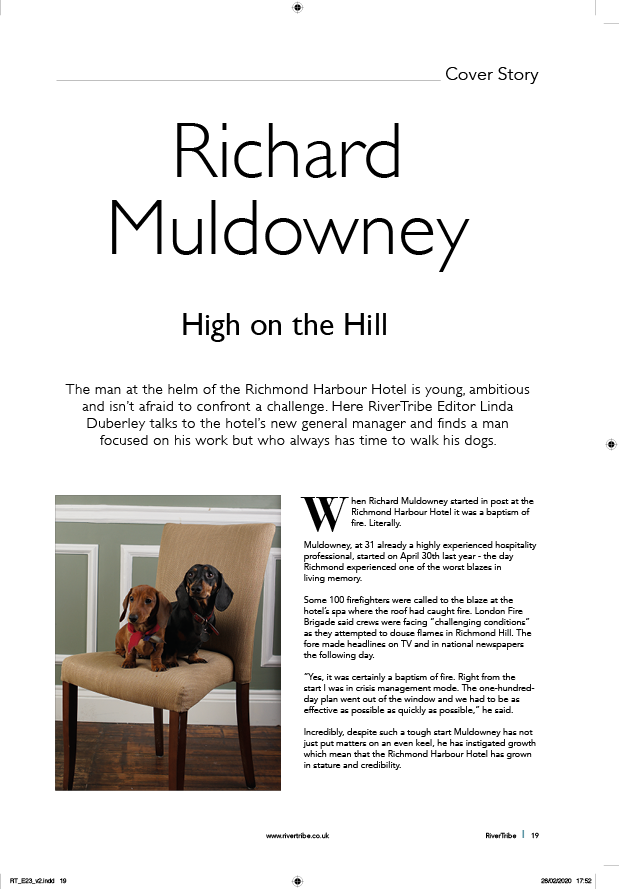 Cover Story
Richard
Muldowney
High on the Hill
The man at the helm of the Richmond Harbour Hotel is young, ambitious
and isn’t afraid to confront a challenge. Here RiverTribe Editor Linda
Duberley talks to the hotel’s new general manager and finds a man
focused on his work but who always has time to walk his dogs.
When Richard Muldowney started in post at the
Richmond Harbour Hotel it was a baptism of
fire. Literally.
Muldowney, at 31 already a highly experienced hospitality
professional, started on April 30th last year - the day
Richmond experienced one of the worst blazes in
living memory.
Some 100 firefighters were called to the blaze at the
hotel’s spa where the roof had caught fire. London Fire
Brigade said crews were facing “challenging conditions”
as they attempted to douse flames in Richmond Hill. The
fore made headlines on TV and in national newspapers
the following day.
“Yes, it was certainly a baptism of fire. Right from the
start I was in crisis management mode. The one-hundred-
day plan went out of the window and we had to be as
effective as possible as quickly as possible,” he said.
Incredibly, despite such a tough start Muldowney has not
just put matters on an even keel, he has instigated growth
which mean that the Richmond Harbour Hotel has grown
in stature and credibility.
www.rivertribe.co.uk
RiverTribe | 19
RT_E23_v2.indd 19
28/02/2020 17:52